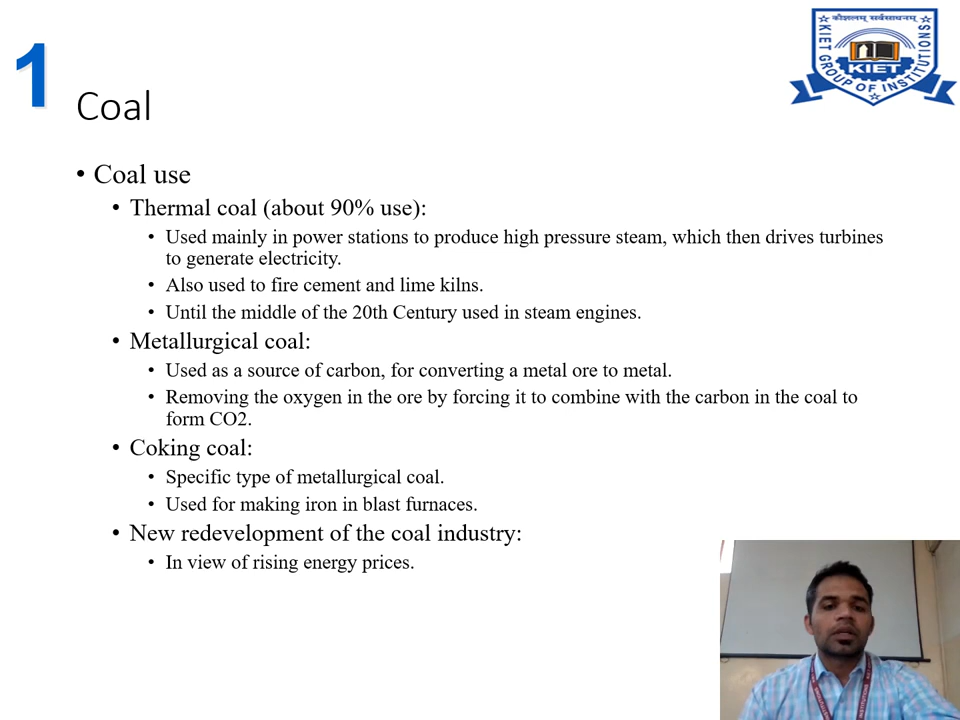 1
Coal
कौशलम् सर्वसाधनम्
KIET GROUP OF INSTITUTIONS
KIET
• Coal use
• Thermal coal (about 90% use):
• Used mainly in power stations to produce high pressure steam, which then drives turbines
to generate electricity.
• Also used to fire cement and lime kilns.
• Until the middle of the 20th Century used in steam engines.
• Metallurgical coal:
• Used as a source of carbon, for converting a metal ore to metal.
• Removing the oxygen in the ore by forcing it to combine with the carbon in the coal to
form CO2.
• Coking coal:
• Specific type of metallurgical coal.
• Used for making iron in blast furnaces.
• New redevelopment of the coal industry:
• In view of rising energy prices.